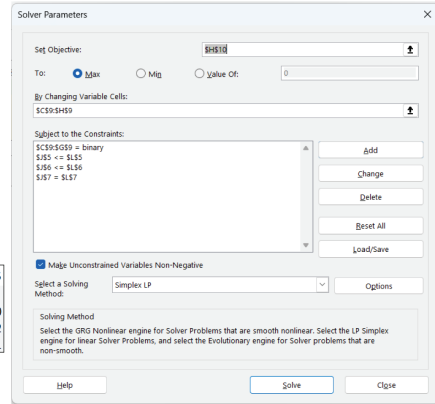 Solver Parameters
Set Objective: $H$10
To: Max Min Value Of: 0
By Changing Variable Cells:
$C$9:$H$9
Subject to the Constraints:
$C$9:$G$9 = binary
$J$5 <= $L$5
$J$6 <= $L$6
$J$7 = $L$7
Add
Change
Delete
Reset All
Load/Save
Make Unconstrained Variables Non-Negative
Select a Solving Method: Simplex LP
Options
Solving Method
Select the GRG Nonlinear engine for Solver Problems that are smooth nonlinear. Select the LP Simplex
engine for linear Solver Problems, and select the Evolutionary engine for Solver problems that are
non-smooth.
Help Solve Close